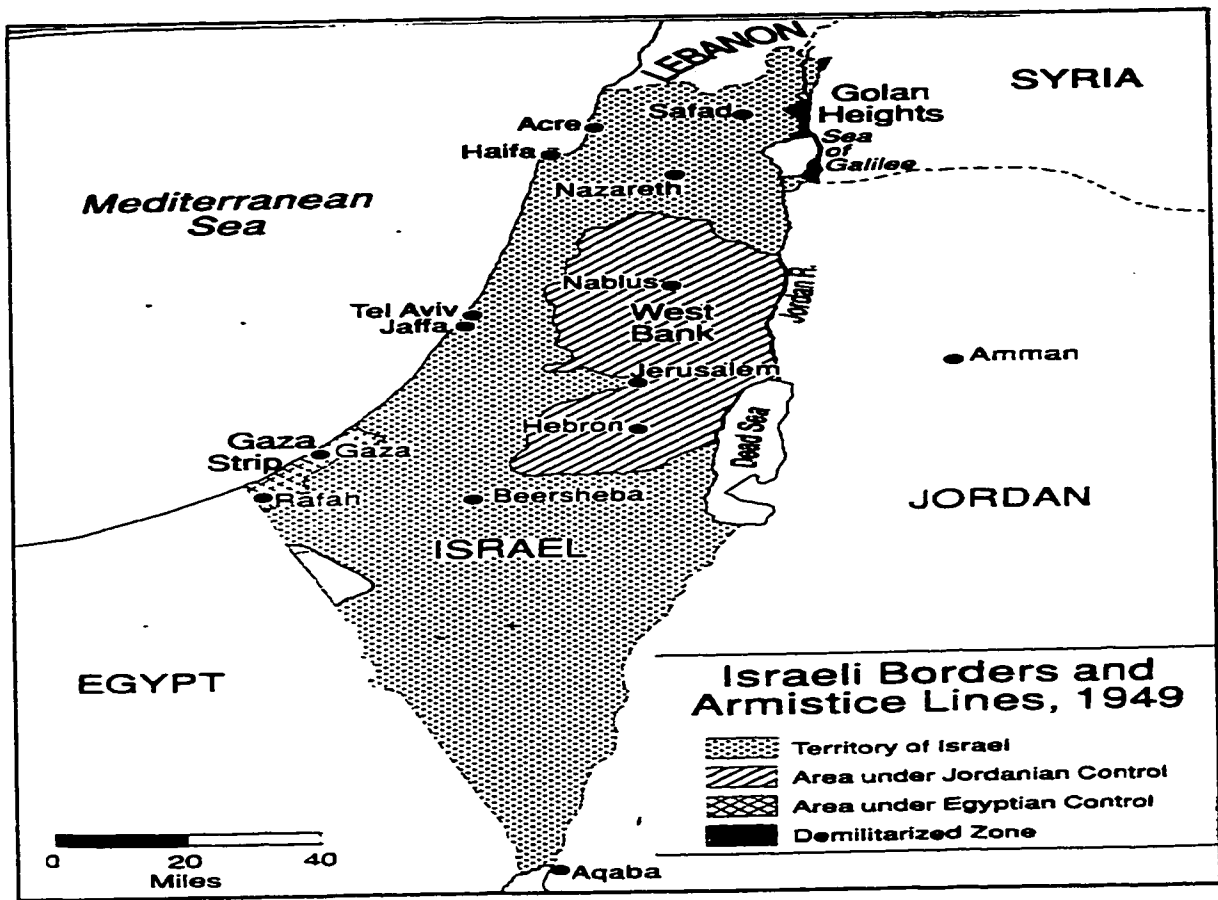 LEBANON
SYRIA
Golan
Heights
Sea
of
Galilee
Safad
Acre
Haifa
Nazareth
Mediterranean
Sea
Nablus
West
Bank
Jordan R.
Tel Aviv
Jaffa
Jerusalem
Amman
Hebron
Dead Sea
Gaza
Strip
Gaza
Rafah
Beersheba
ISRAEL
JORDAN
EGYPT
Israeli Borders and
Armistice Lines, 1949
Territory of Israel
Area under Jordanian Control
Area under Egyptian Control
Demilitarized Zone
0 20 40
Miles
Aqaba